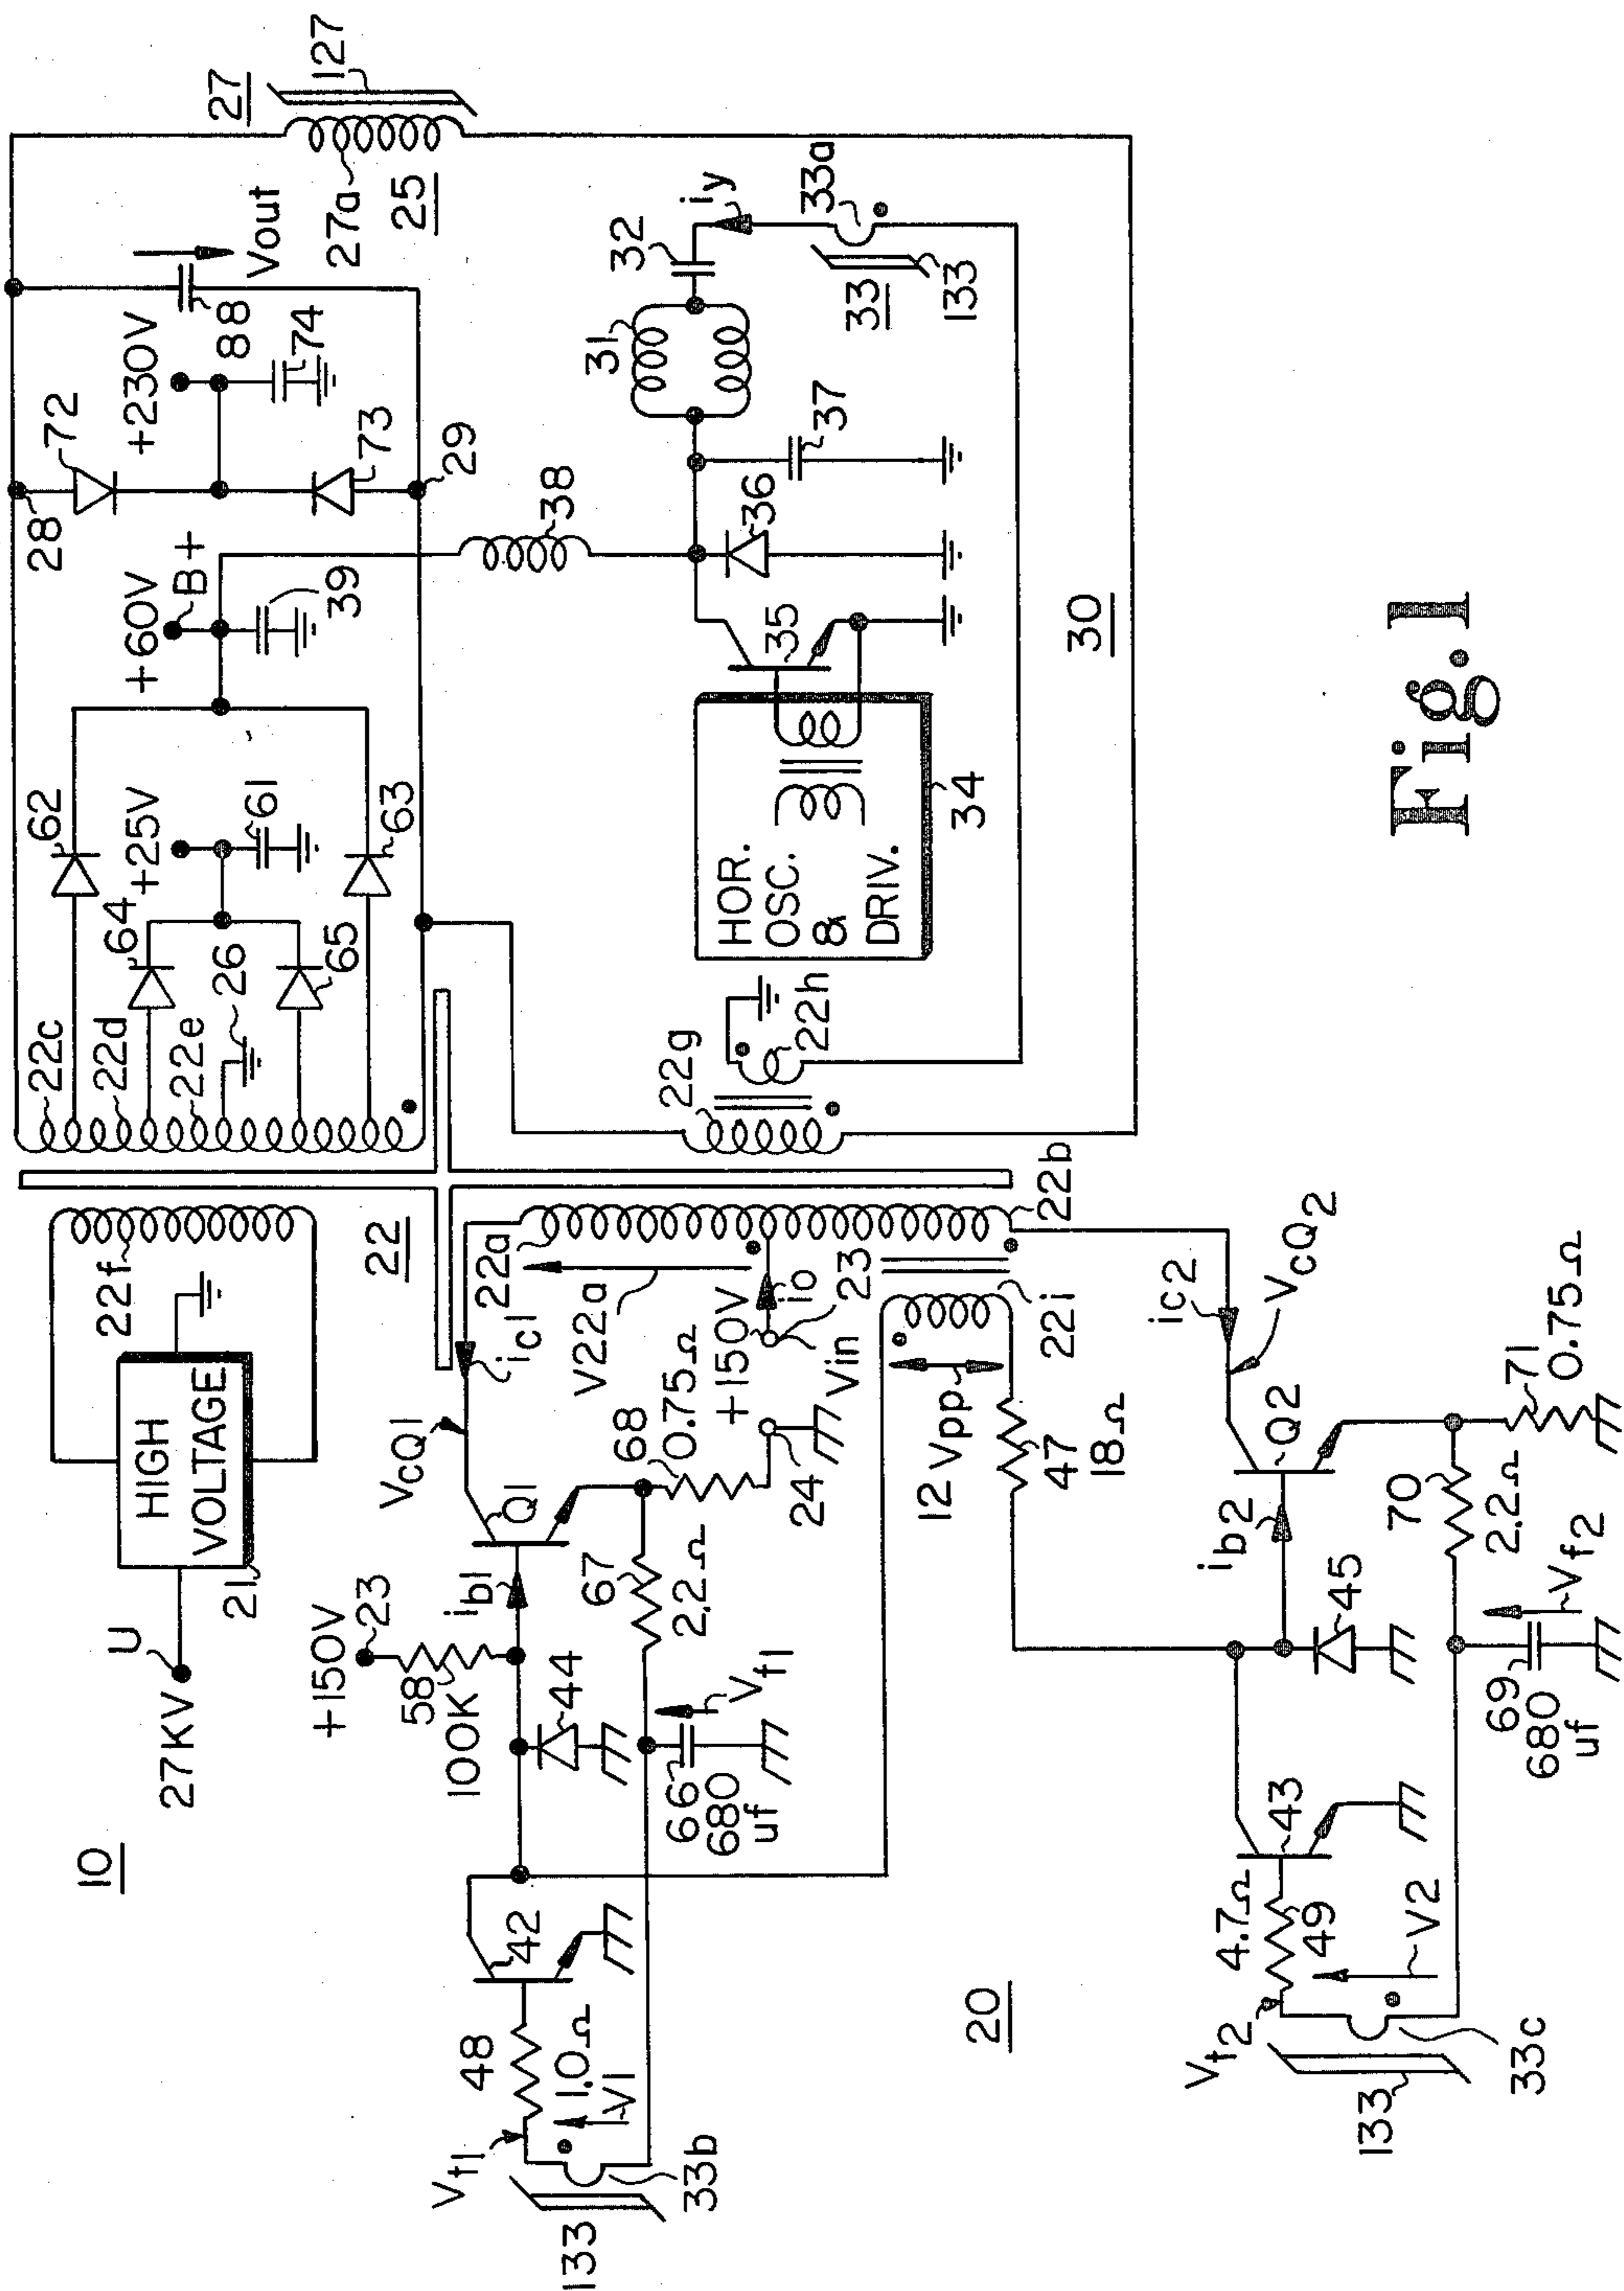 10
U
27KV
HIGH
VOLTAGE
21
22f
22
22c
22d
22e
26
64
65
62
63
+25V
61
+60V
B+
39
28
72
+230V
88
74
73
29
Vout
27
127
27a
25
+150V
23
58
100K
ib1
VcQ1
ic1
Q1
44
67
2.2Ω
68
0.75Ω
24
Vin
+150V
io
23
V22a
22a
22b
22g
22h
38
36
37
31
32
iy
33a
33
133
35
HOR.
OSC.
&
DRIV.
34
30
42
48
1.0Ω
V1
Vt1
133
33b
66
680
uf
Vf1
12 Vpp
22i
47
18Ω
20
ic2
VcQ2
Q2
ib2
45
43
4.7Ω
49
V2
Vt2
133
33c
69
680
uf
Vf2
70
2.2Ω
71
0.75Ω
Fig.1